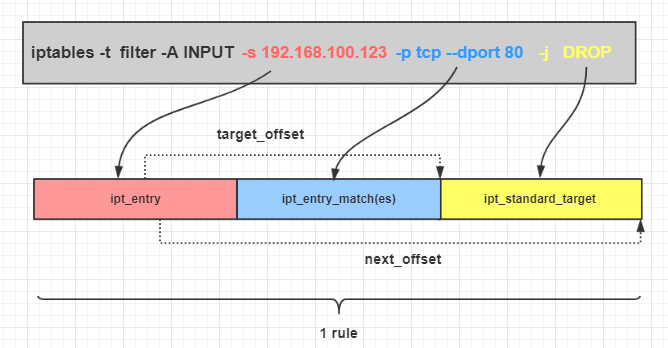 iptables -t filter -A INPUT -s 192.168.100.123 -p tcp --dport 80 -j DROP
target_offset
ipt_entry ipt_entry_match(es) ipt_standard_target
next_offset
1 rule